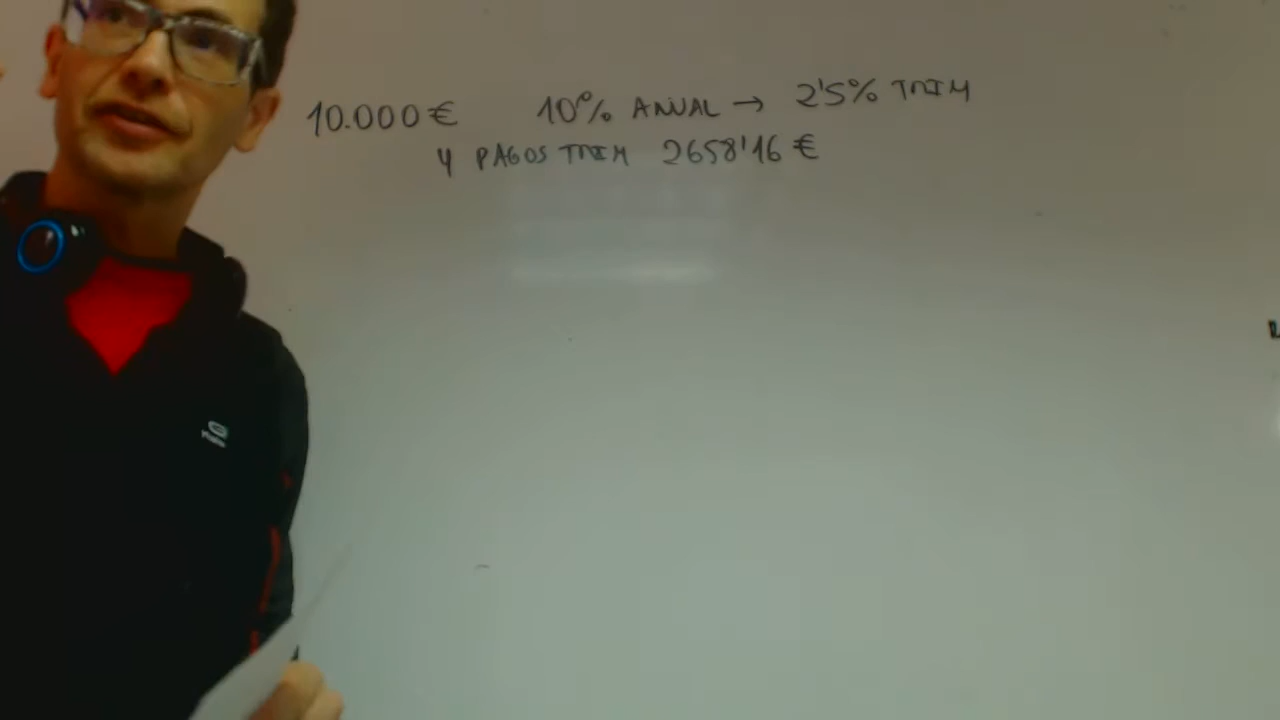 10.000 € 10% ANUAL → 2'5% TRIM
4 PAGOS TRIM 2658'16 €